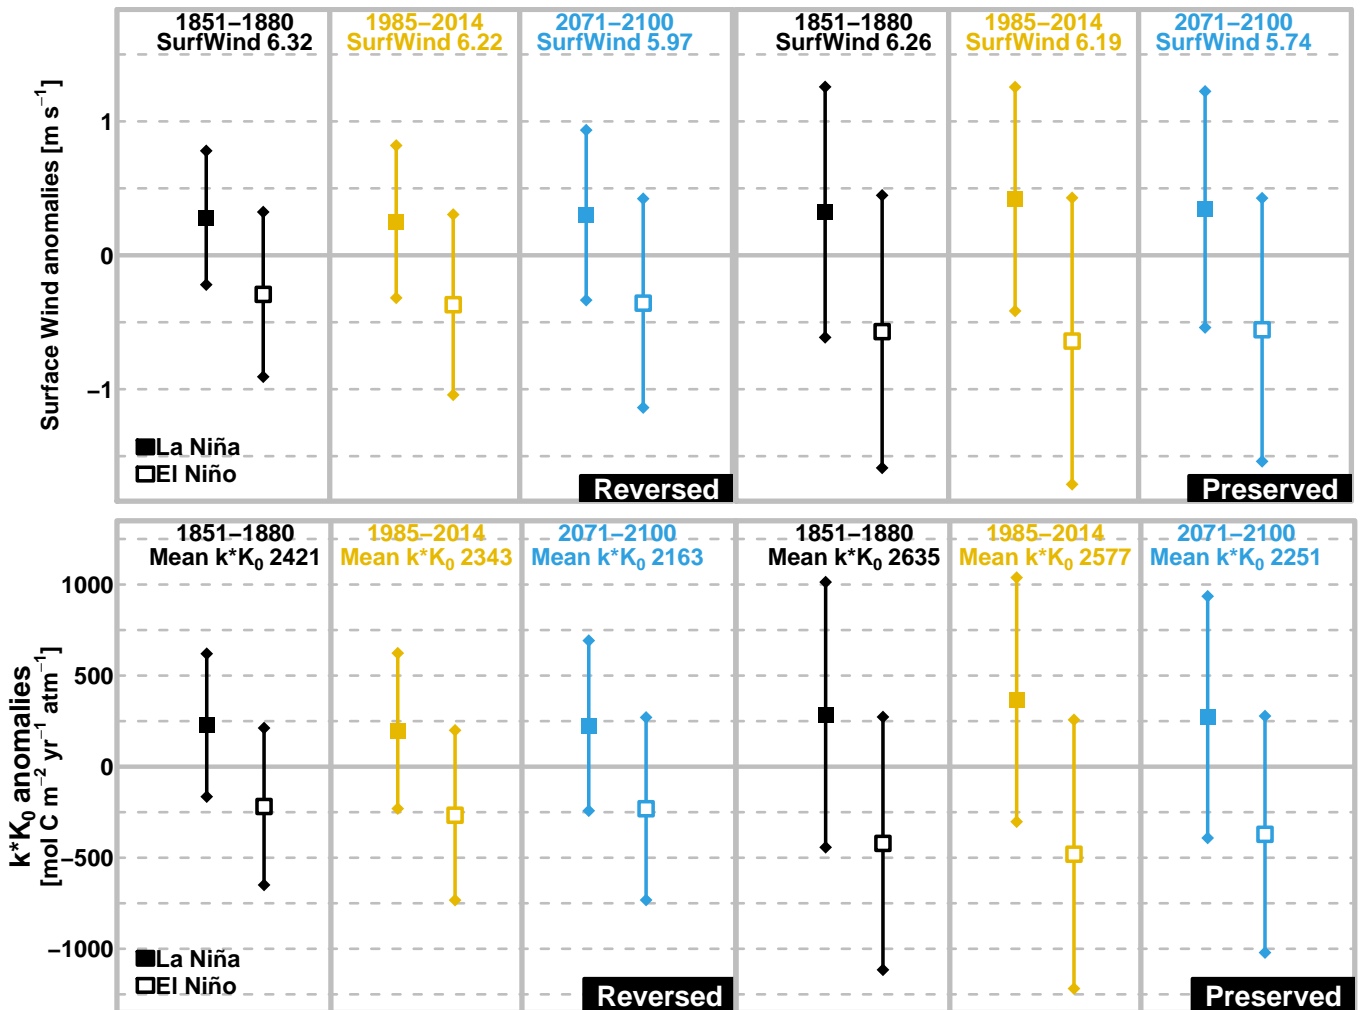 1851−1880
SurfWind 6.32
1985−2014
SurfWind 6.22
2071−2100
SurfWind 5.97
1851−1880
SurfWind 6.26
1985−2014
SurfWind 6.19
2071−2100
SurfWind 5.74
Surface Wind anomalies [m s⁻¹]
1
0
−1
La Niña
El Niño
Reversed
Preserved
1851−1880
Mean k*K₀ 2421
1985−2014
Mean k*K₀ 2343
2071−2100
Mean k*K₀ 2163
1851−1880
Mean k*K₀ 2635
1985−2014
Mean k*K₀ 2577
2071−2100
Mean k*K₀ 2251
k*K₀ anomalies
[mol C m⁻² yr⁻¹ atm⁻¹]
1000
500
0
−500
−1000
La Niña
El Niño
Reversed
Preserved